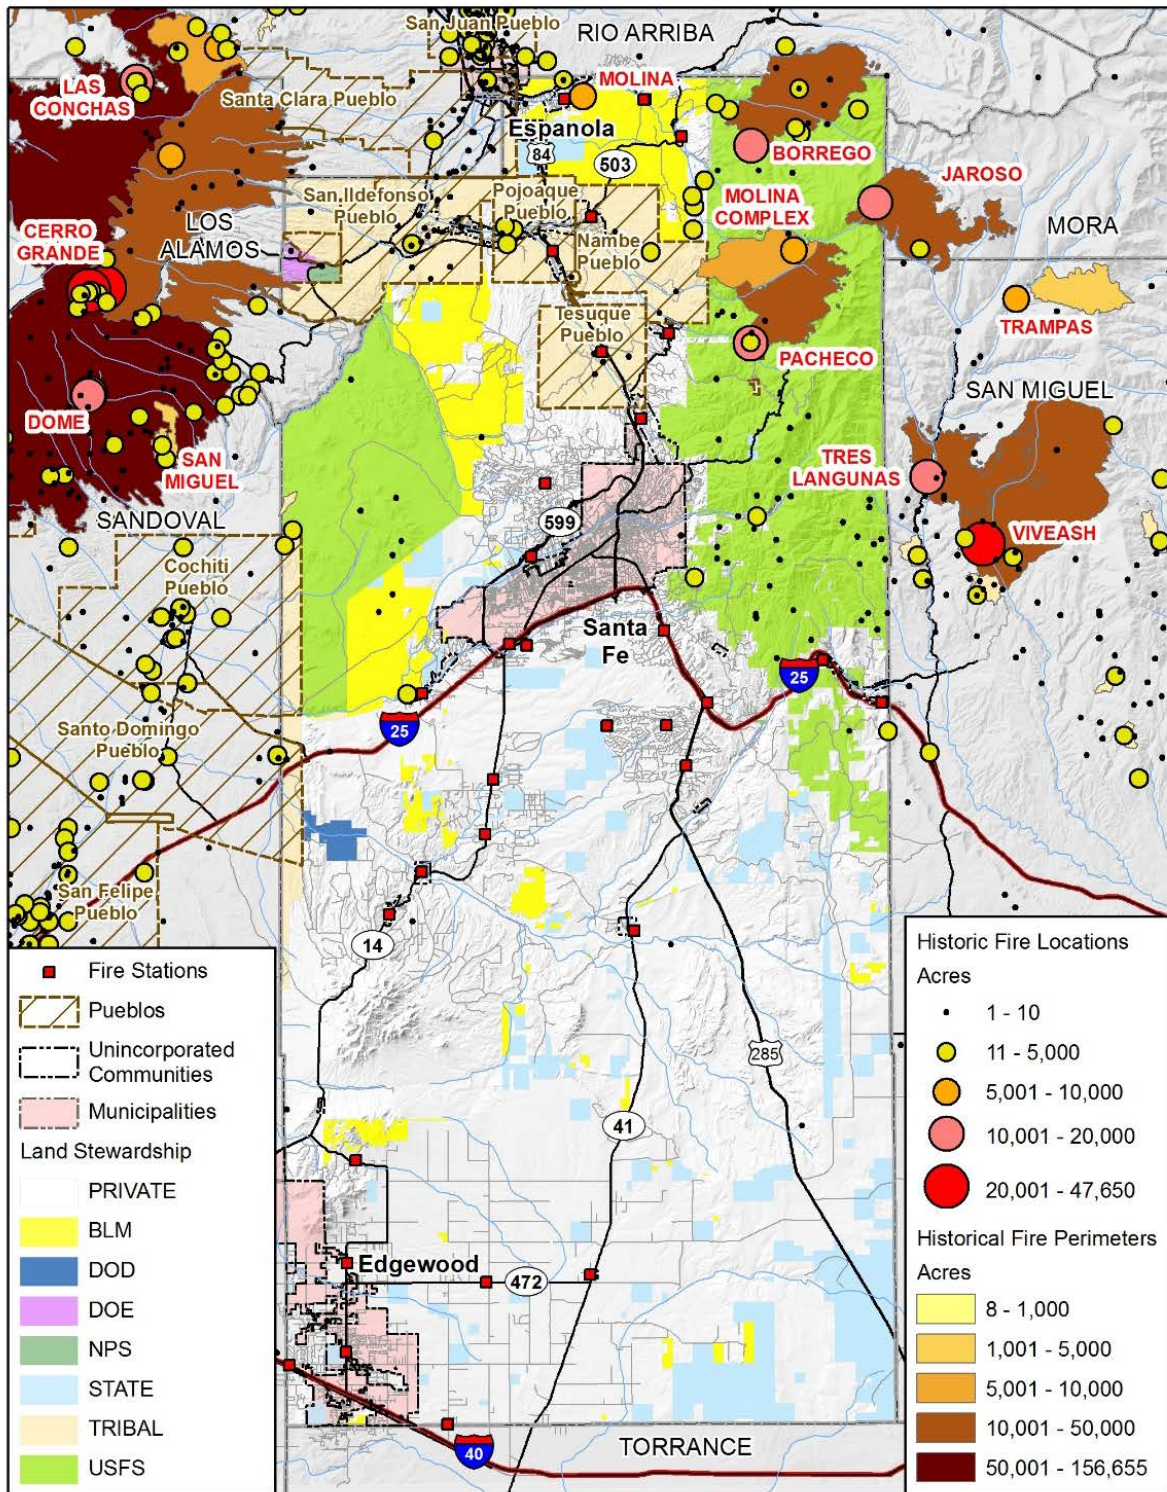 San Juan Pueblo
RIO ARRIBA
LAS
CONCHAS
Santa Clara Pueblo
MOLINA
Espanola
84
503
BORREGO
JAROSO
San Ildefonso
Pueblo
Pojoaque
Pueblo
MOLINA
COMPLEX
LOS
ALAMOS
CERRO
GRANDE
Nambe
Pueblo
MORA
Tesuque
Pueblo
TRAMPAS
PACHECO
DOME
SAN
MIGUEL
SAN MIGUEL
TRES
LANGUNAS
SANDOVAL
599
VIVEASH
Cochiti
Pueblo
Santa
Fe
25
25
Santo Domingo
Pueblo
San Felipe
Pueblo
14
285
41
Edgewood
472
40
TORRANCE
Fire Stations
Pueblos
Unincorporated
Communities
Municipalities
Land Stewardship
PRIVATE
BLM
DOD
DOE
NPS
STATE
TRIBAL
USFS
Historic Fire Locations
Acres
1 - 10
11 - 5,000
5,001 - 10,000
10,001 - 20,000
20,001 - 47,650
Historical Fire Perimeters
Acres
8 - 1,000
1,001 - 5,000
5,001 - 10,000
10,001 - 50,000
50,001 - 156,655